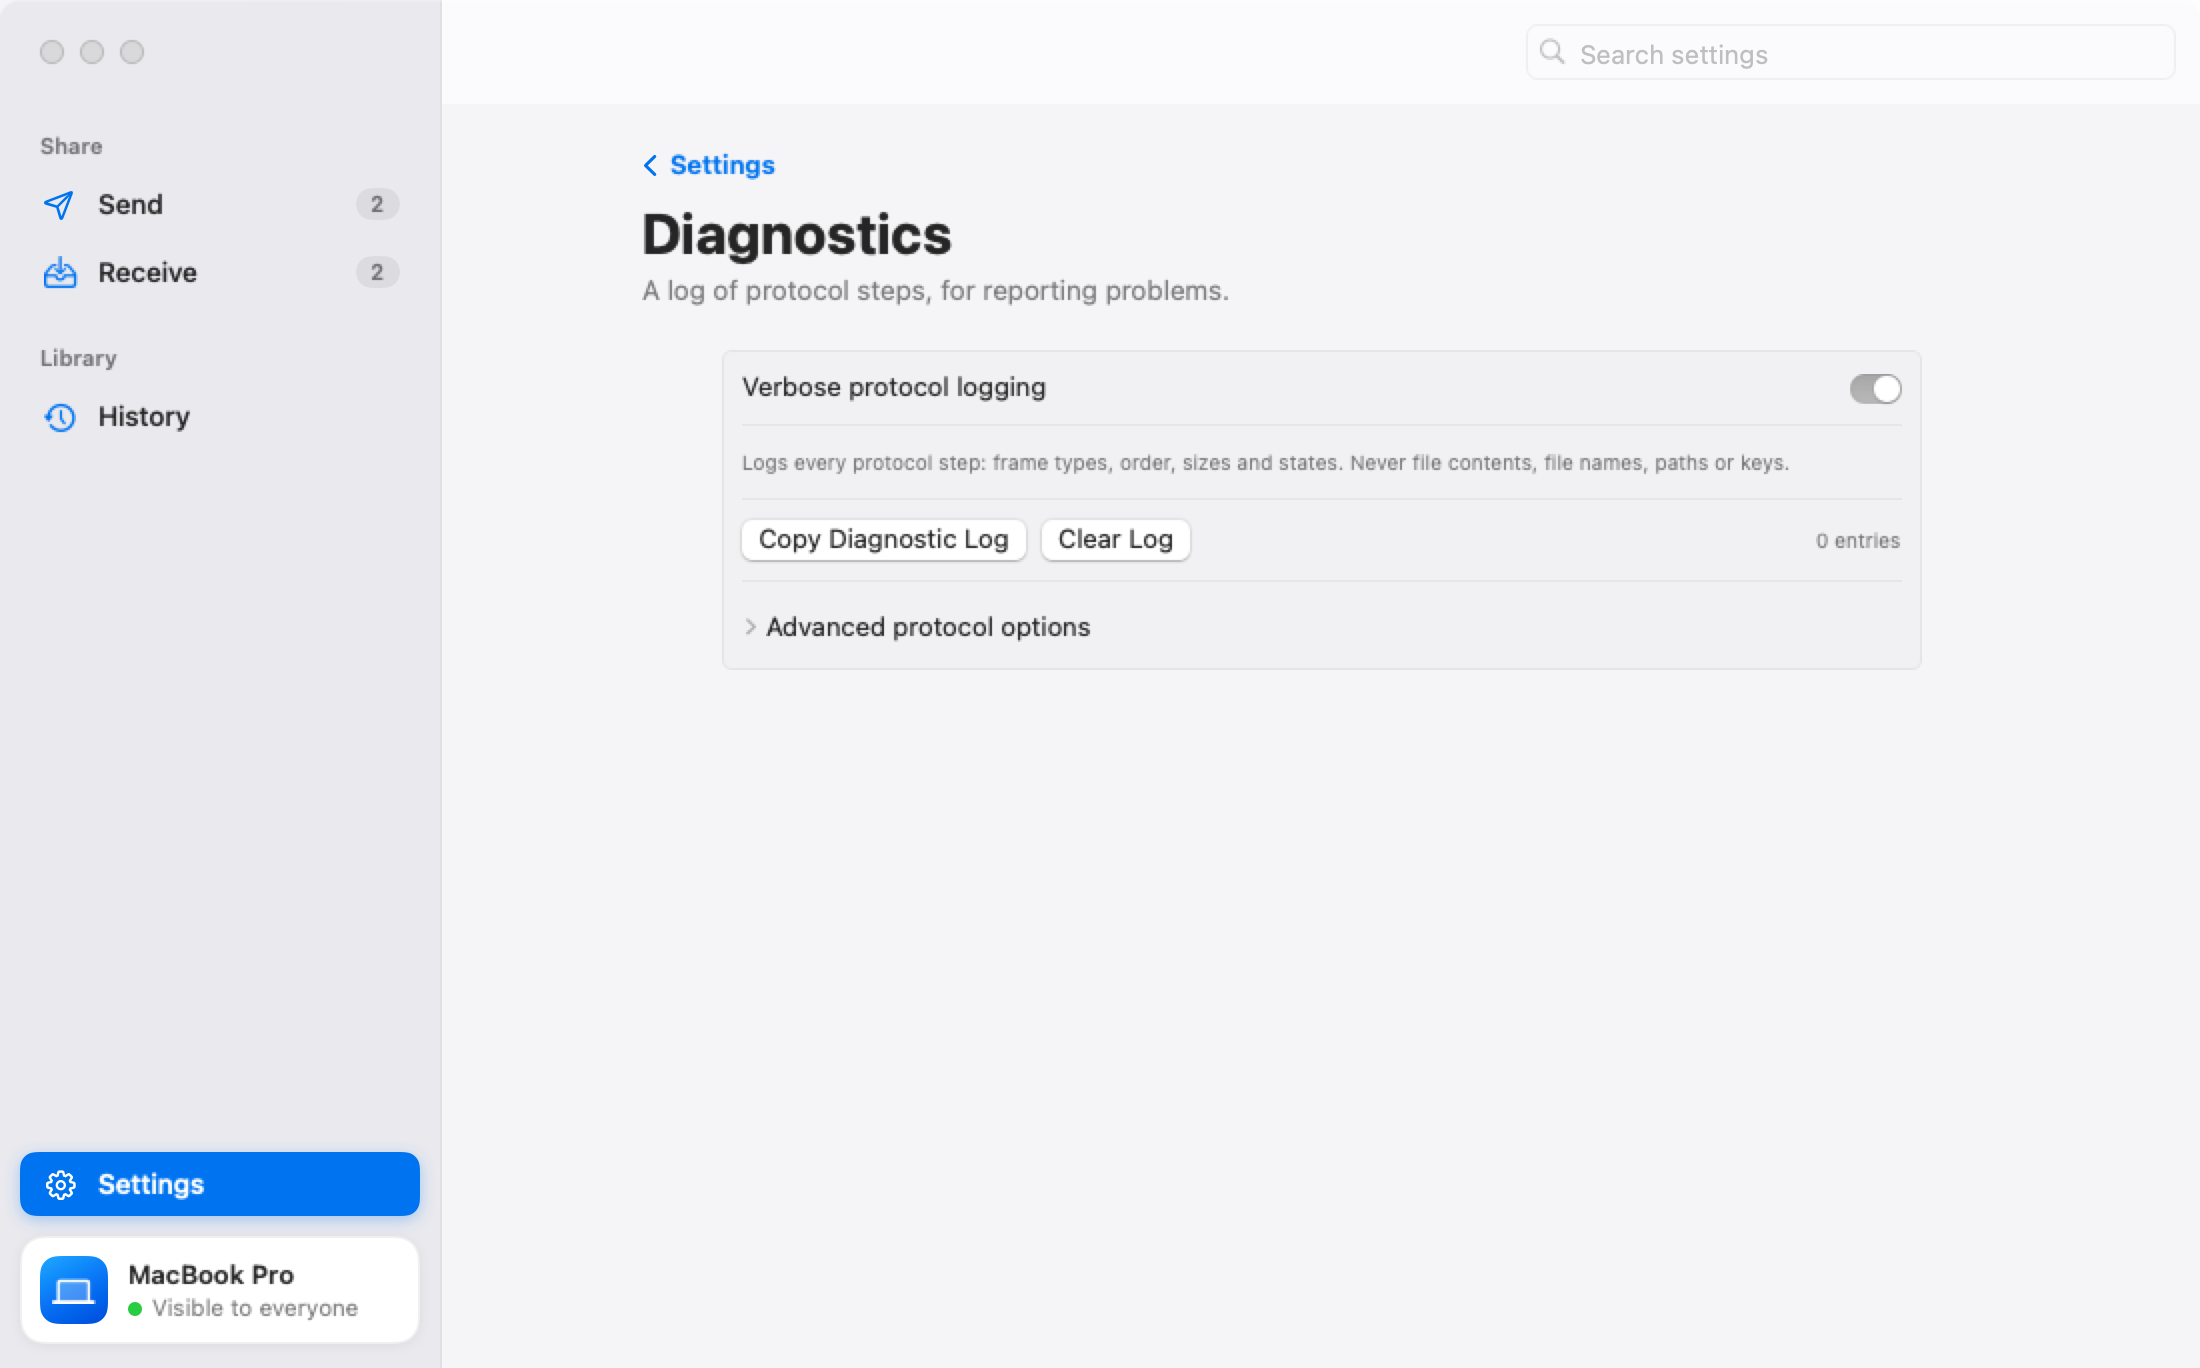 Search settings
Share
Send 2
Receive 2
Library
History
Settings
MacBook Pro
Visible to everyone
Settings
Diagnostics
A log of protocol steps, for reporting problems.
Verbose protocol logging
Logs every protocol step: frame types, order, sizes and states. Never file contents, file names, paths or keys.
Copy Diagnostic Log Clear Log 0 entries
Advanced protocol options